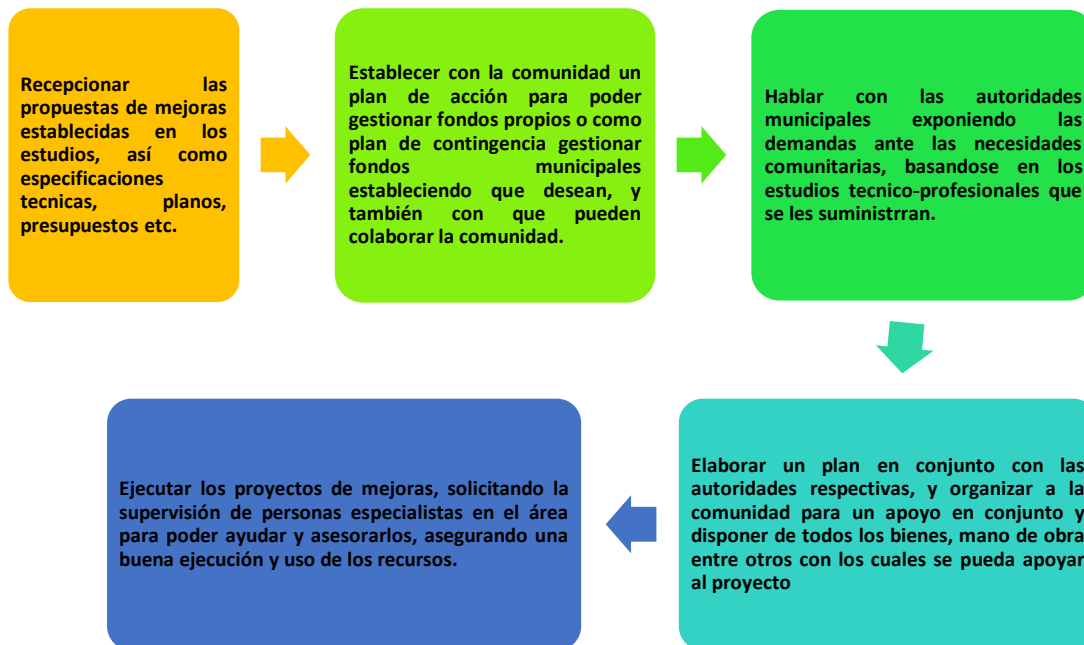 Recepcionar las
propuestas de mejoras
establecidas en los
estudios, así como
especificaciones
tecnicas, planos,
presupuestos etc.
Establecer con la comunidad un
plan de acción para poder
gestionar fondos propios o como
plan de contingencia gestionar
fondos municipales
estableciendo que desean, y
también con que pueden
colaborar la comunidad.
Hablar con las autoridades
municipales exponiendo las
demandas ante las necesidades
comunitarias, basandose en los
estudios tecnico-profesionales que
se les suministrran.
Elaborar un plan en conjunto con las
autoridades respectivas, y organizar a la
comunidad para un apoyo en conjunto y
disponer de todos los bienes, mano de obra
entre otros con los cuales se pueda apoyar
al proyecto
Ejecutar los proyectos de mejoras, solicitando la
supervisión de personas especialistas en el área
para poder ayudar y asesorarlos, asegurando una
buena ejecución y uso de los recursos.